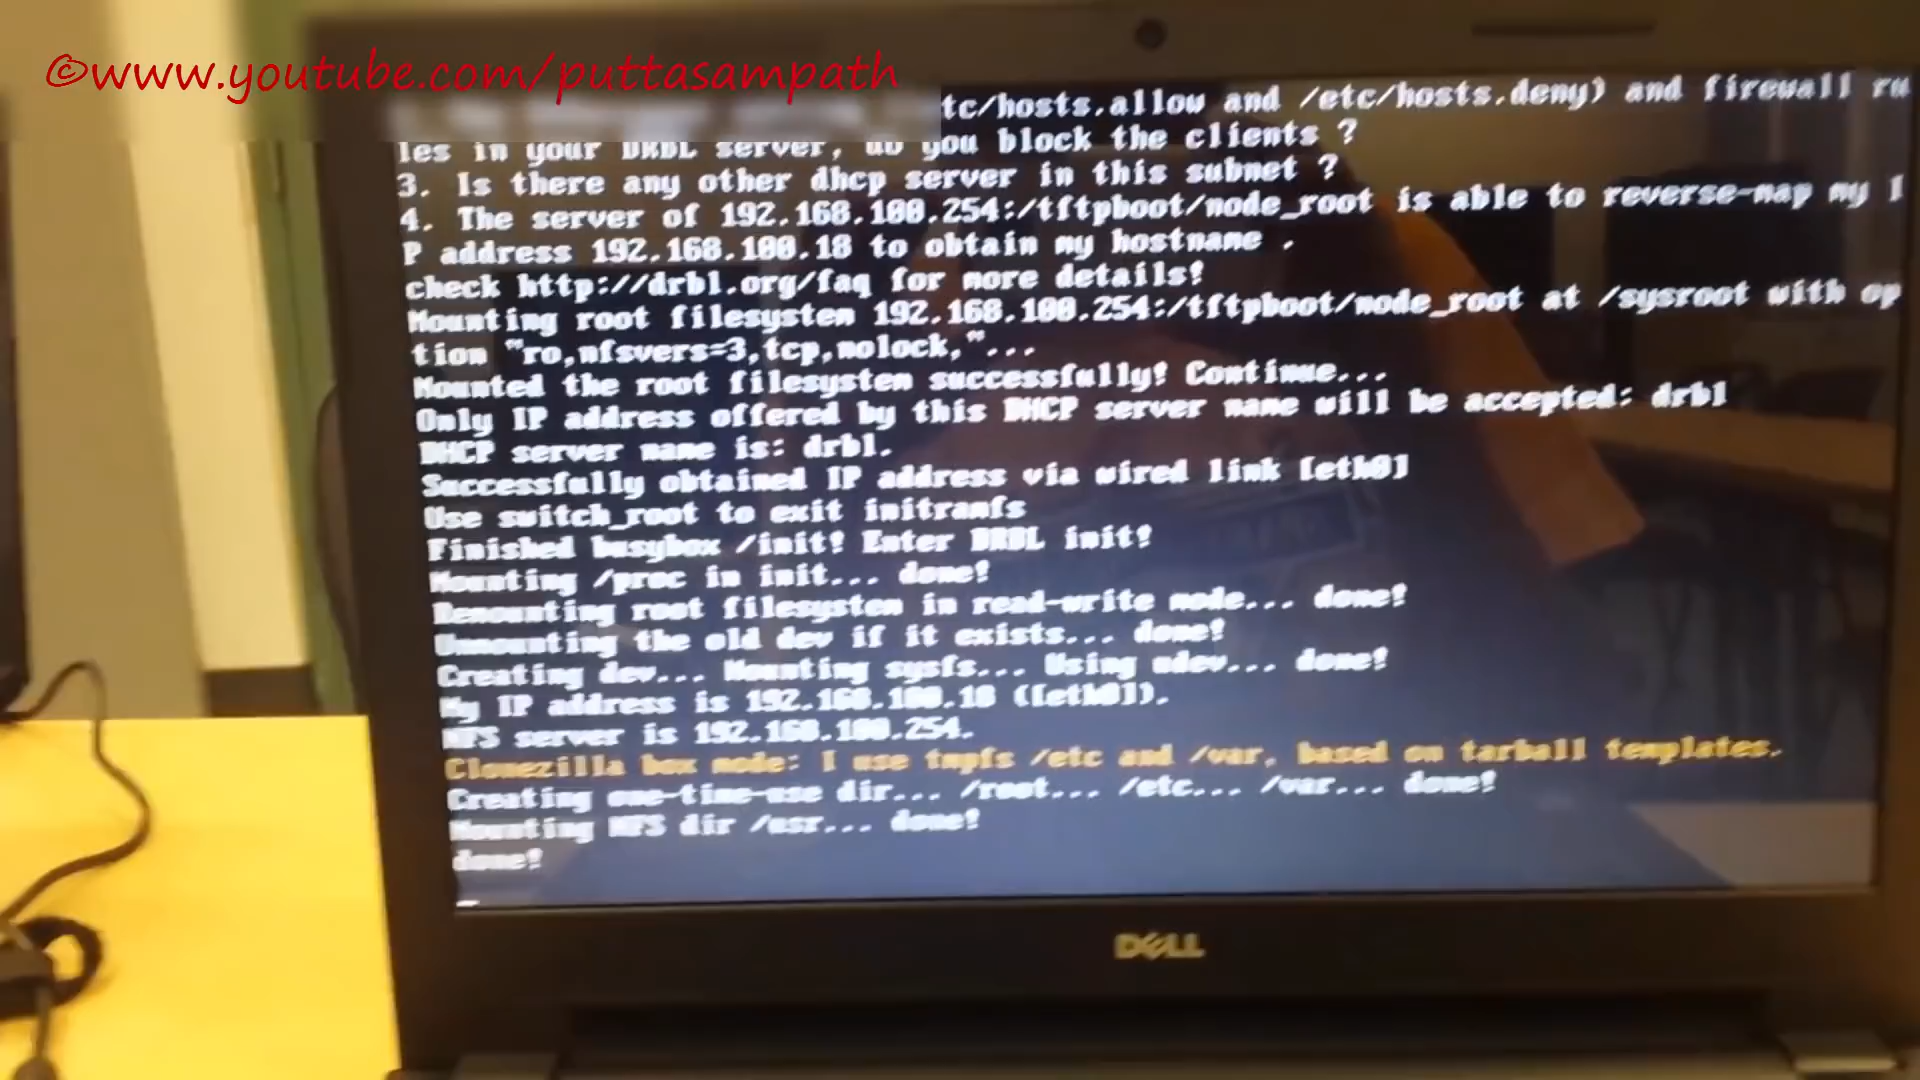 ©www.youtube.com/puttasampath
tc/hosts.allow and /etc/hosts.deny) and firewall ru
les in your DRBL server, do you block the clients ?
3. Is there any other dhcp server in this subnet ?
4. The server of 192.168.100.254:/tftpboot/node_root is able to reverse-map my I
P address 192.168.100.18 to obtain my hostname .
check http://drbl.org/faq for more details!
Mounting root filesystem 192.168.100.254:/tftpboot/node_root at /sysroot with op
tion "ro,nfsvers=3,tcp,nolock,"...
Mounted the root filesystem successfully! Continue...
Only IP address offered by this DHCP server name will be accepted: drbl
DHCP server name is: drbl.
Successfully obtained IP address via wired link [eth0]
Use switch_root to exit initramfs
Finished busybox /init! Enter DRBL init!
Mounting /proc in init... done!
Remounting root filesystem in read-write mode... done!
Unmounting the old dev if it exists... done!
Creating dev... Mounting sysfs... Using udev... done!
My IP address is 192.168.100.18 ([eth0]).
NFS server is 192.168.100.254.
Clonezilla box mode: I use tmpfs /etc and /var, based on tarball templates.
Creating one-time-use dir... /root... /etc... /var... done!
Mounting NFS dir /usr... done!
done!
DELL